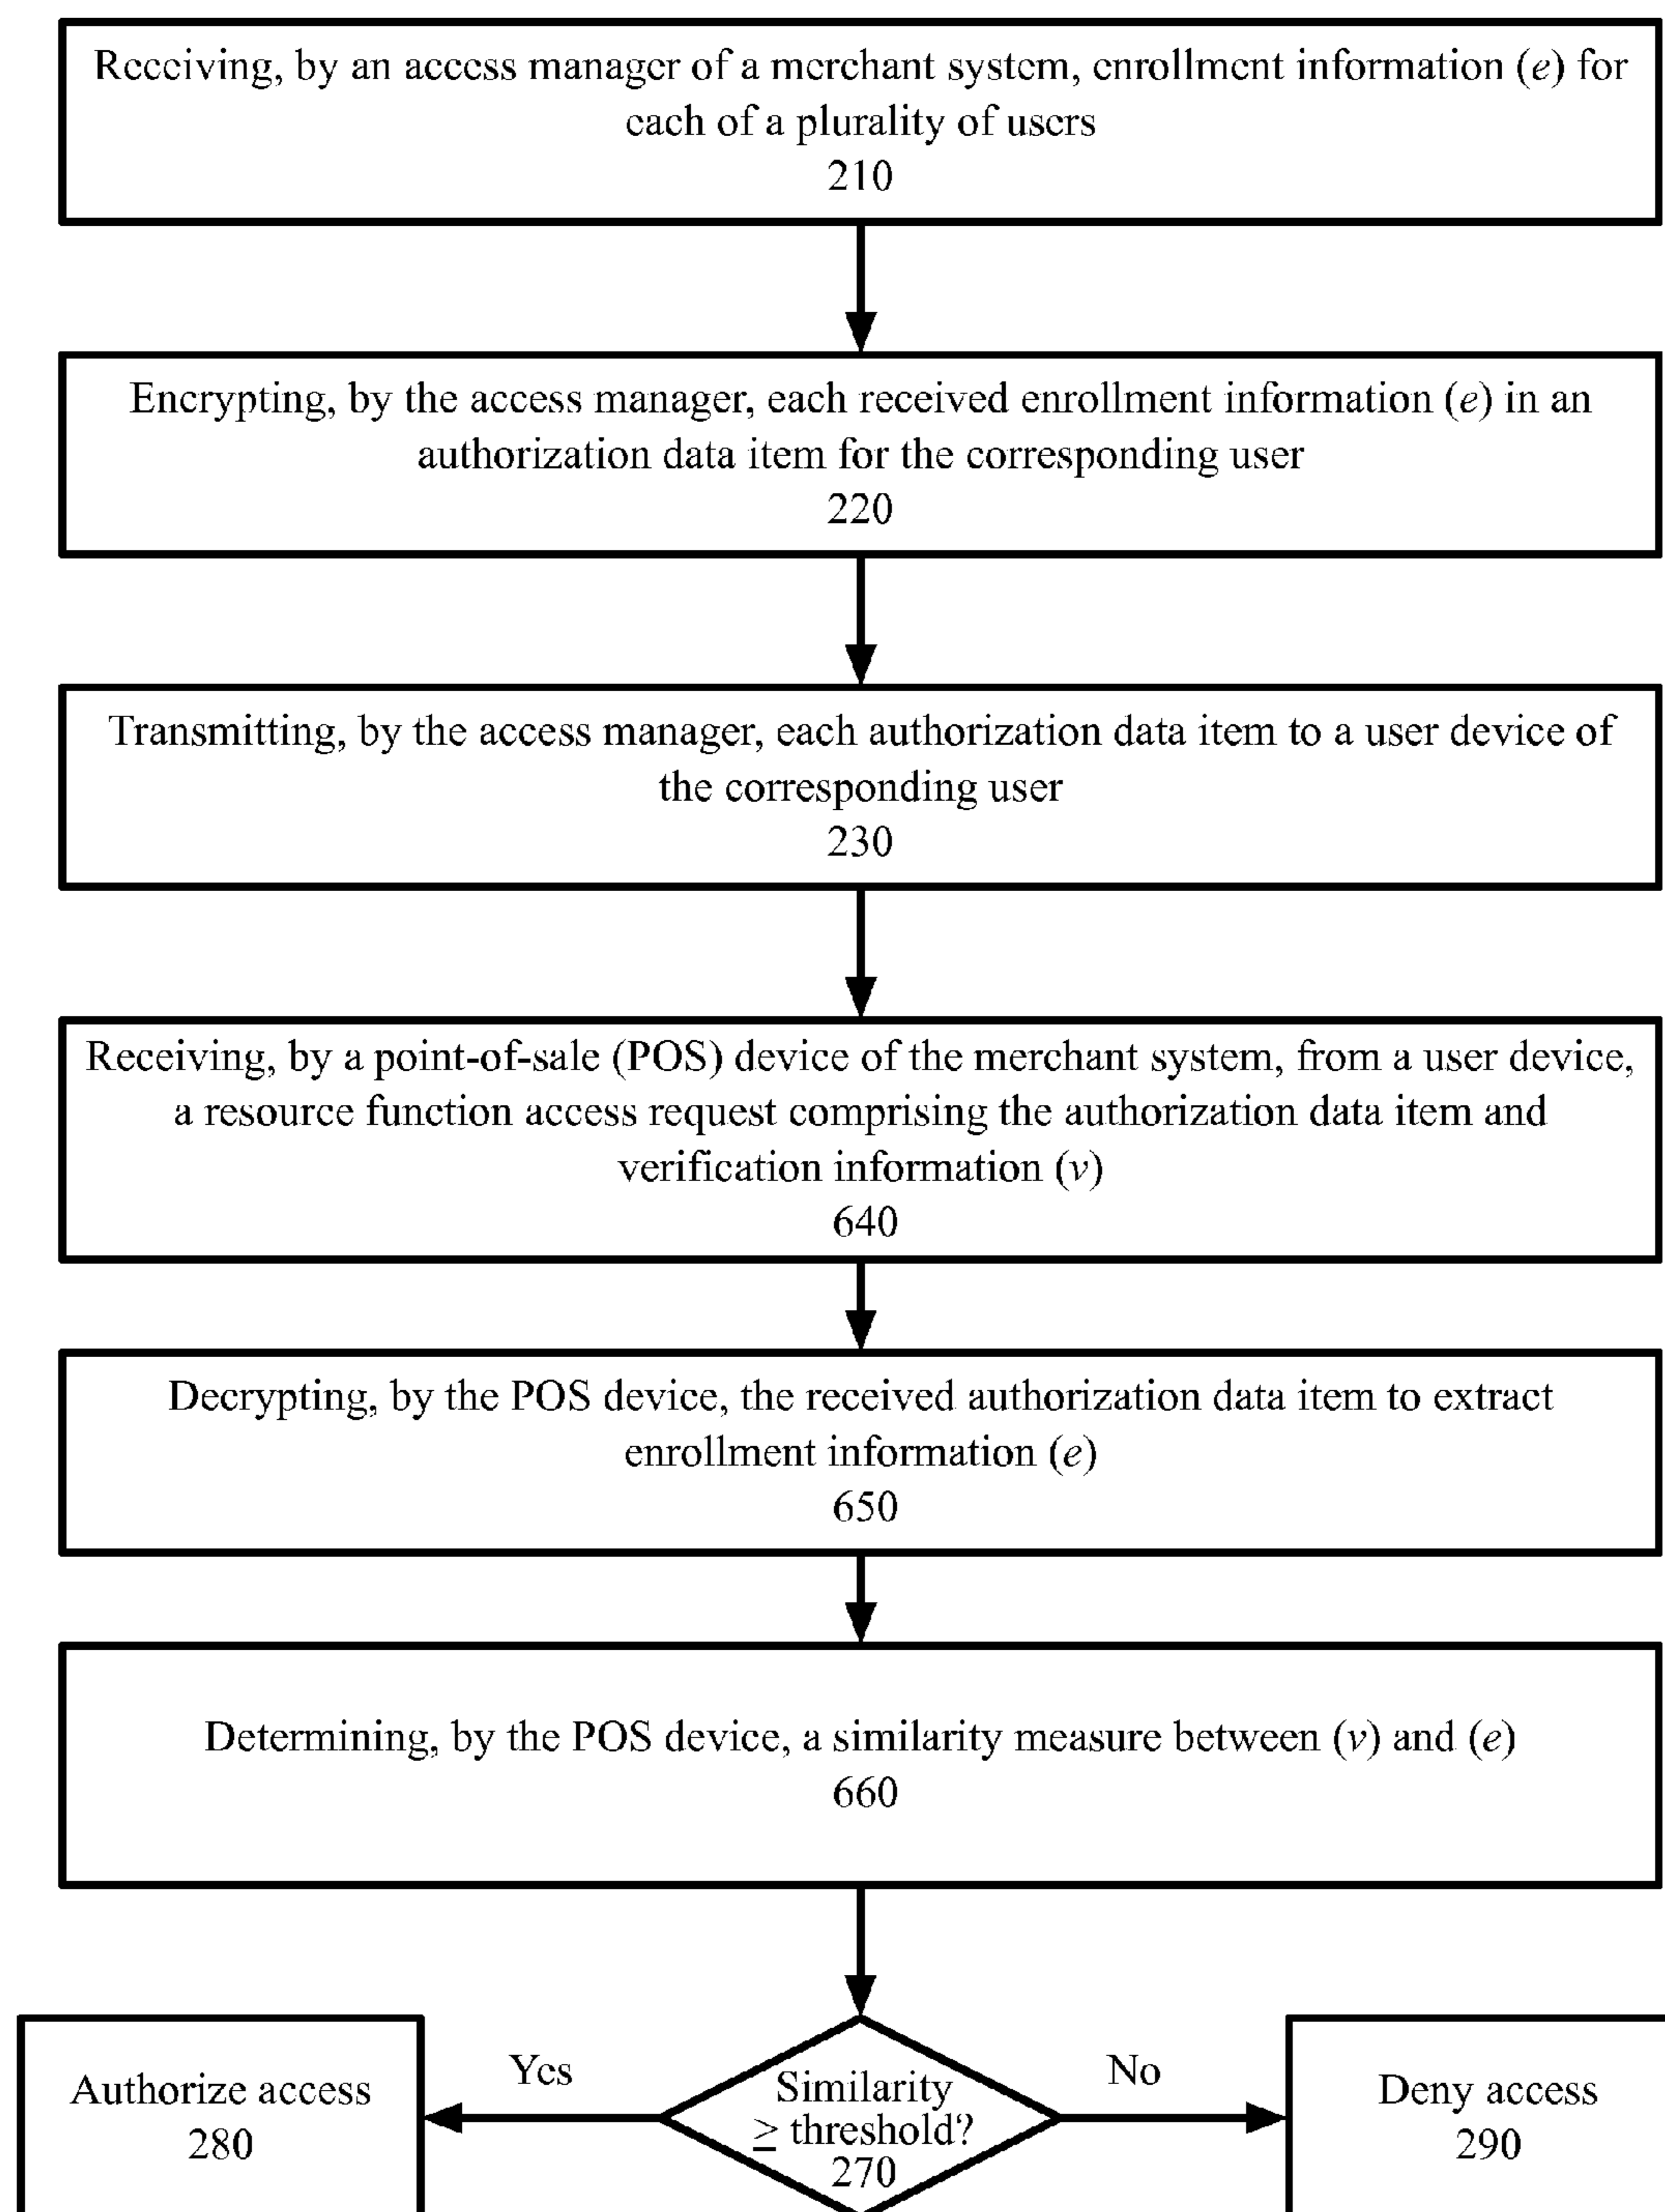 Receiving, by an access manager of a merchant system, enrollment information (e) for
each of a plurality of users
210
Encrypting, by the access manager, each received enrollment information (e) in an
authorization data item for the corresponding user
220
Transmitting, by the access manager, each authorization data item to a user device of
the corresponding user
230
Receiving, by a point-of-sale (POS) device of the merchant system, from a user device,
a resource function access request comprising the authorization data item and
verification information (v)
640
Decrypting, by the POS device, the received authorization data item to extract
enrollment information (e)
650
Determining, by the POS device, a similarity measure between (v) and (e)
660
Yes
No
Similarity
≥ threshold?
270
Authorize access
280
Deny access
290